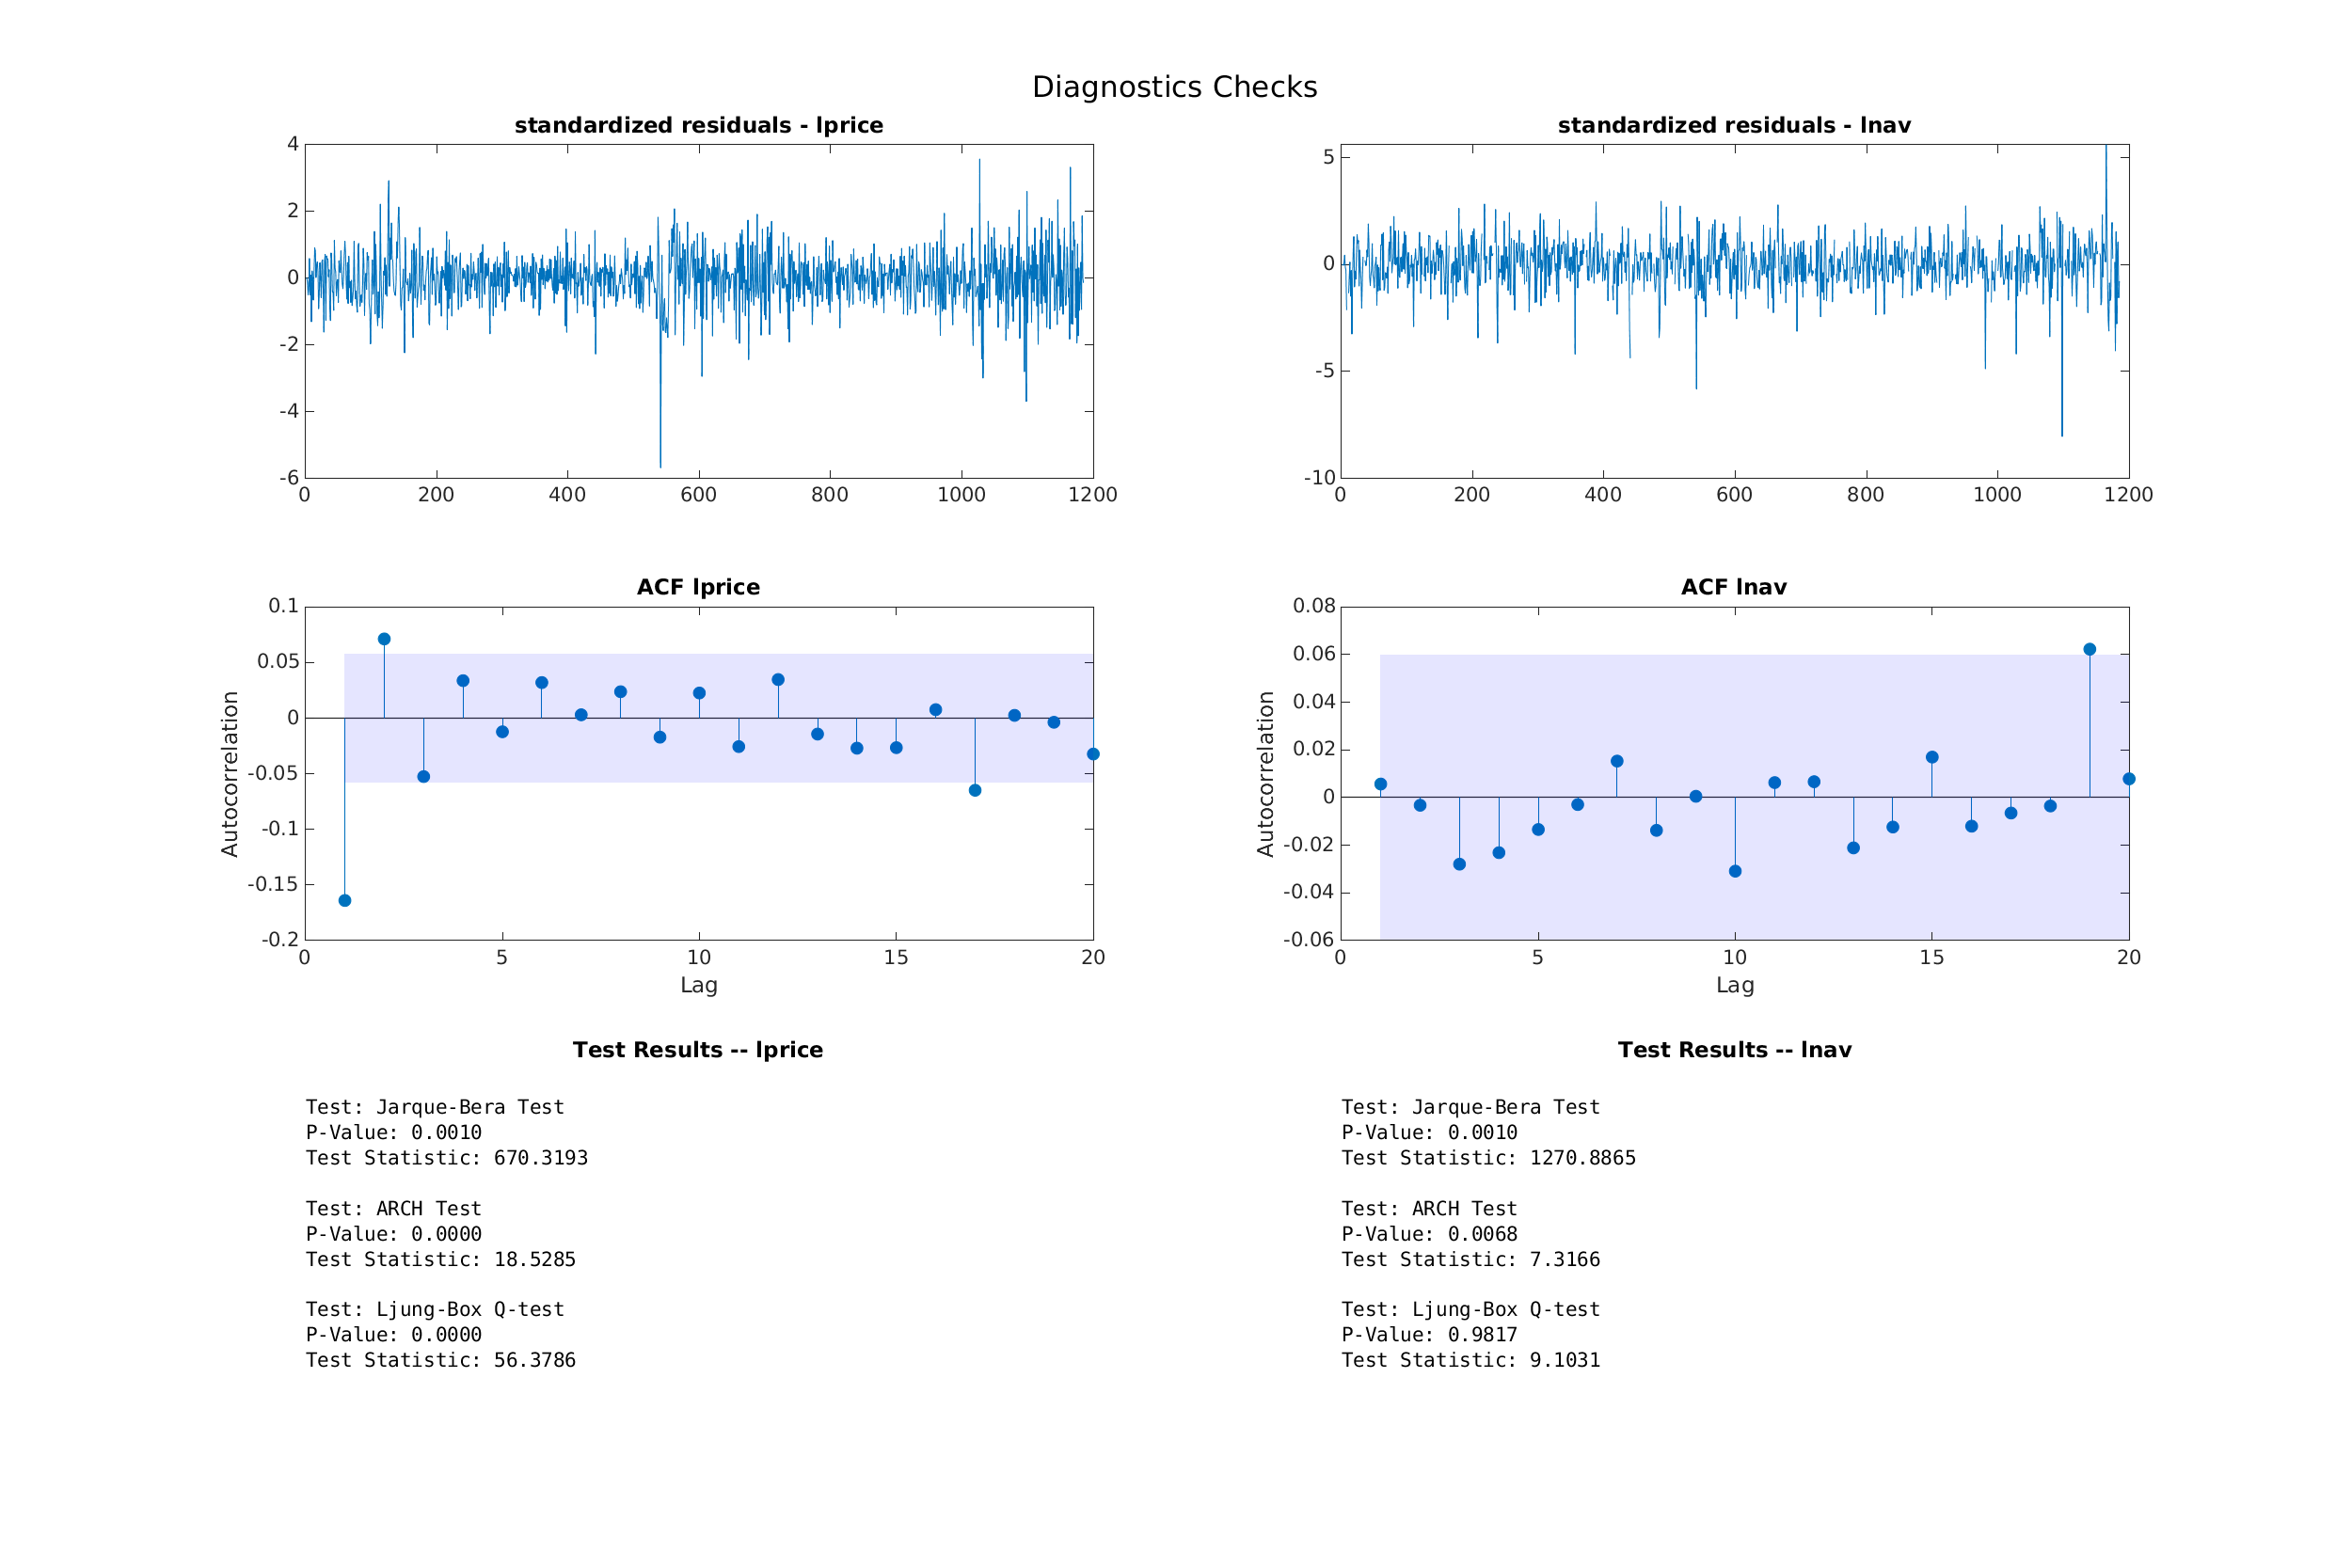 Diagnostics Checks
standardized residuals - lprice
4
2
0
-2
-4
-6
0 200 400 600 800 1000 1200
standardized residuals - lnav
5
0
-5
-10
0 200 400 600 800 1000 1200
ACF lprice
0.1
0.05
0
-0.05
-0.1
-0.15
-0.2
Autocorrelation
0 5 10 15 20
Lag
ACF lnav
0.08
0.06
0.04
0.02
0
-0.02
-0.04
-0.06
Autocorrelation
0 5 10 15 20
Lag
Test Results -- lprice
Test: Jarque-Bera Test
P-Value: 0.0010
Test Statistic: 670.3193
Test: ARCH Test
P-Value: 0.0000
Test Statistic: 18.5285
Test: Ljung-Box Q-test
P-Value: 0.0000
Test Statistic: 56.3786
Test Results -- lnav
Test: Jarque-Bera Test
P-Value: 0.0010
Test Statistic: 1270.8865
Test: ARCH Test
P-Value: 0.0068
Test Statistic: 7.3166
Test: Ljung-Box Q-test
P-Value: 0.9817
Test Statistic: 9.1031